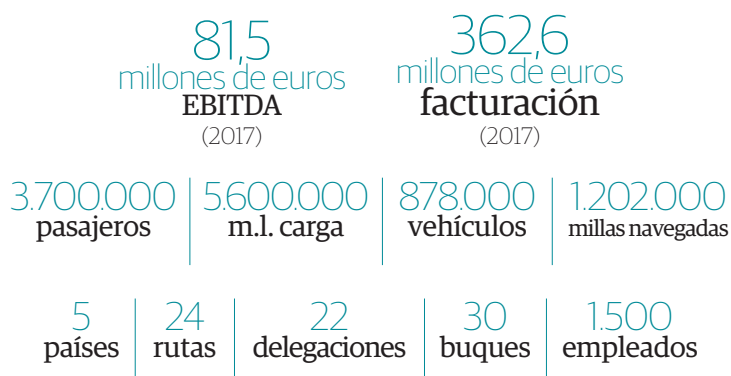 81,5
millones de euros
EBITDA
(2017)
362,6
millones de euros
facturación
(2017)
3.700.000
pasajeros
5.600.000
m.l. carga
878.000
vehículos
1.202.000
millas navegadas
5
países
24
rutas
22
delegaciones
30
buques
1.500
empleados